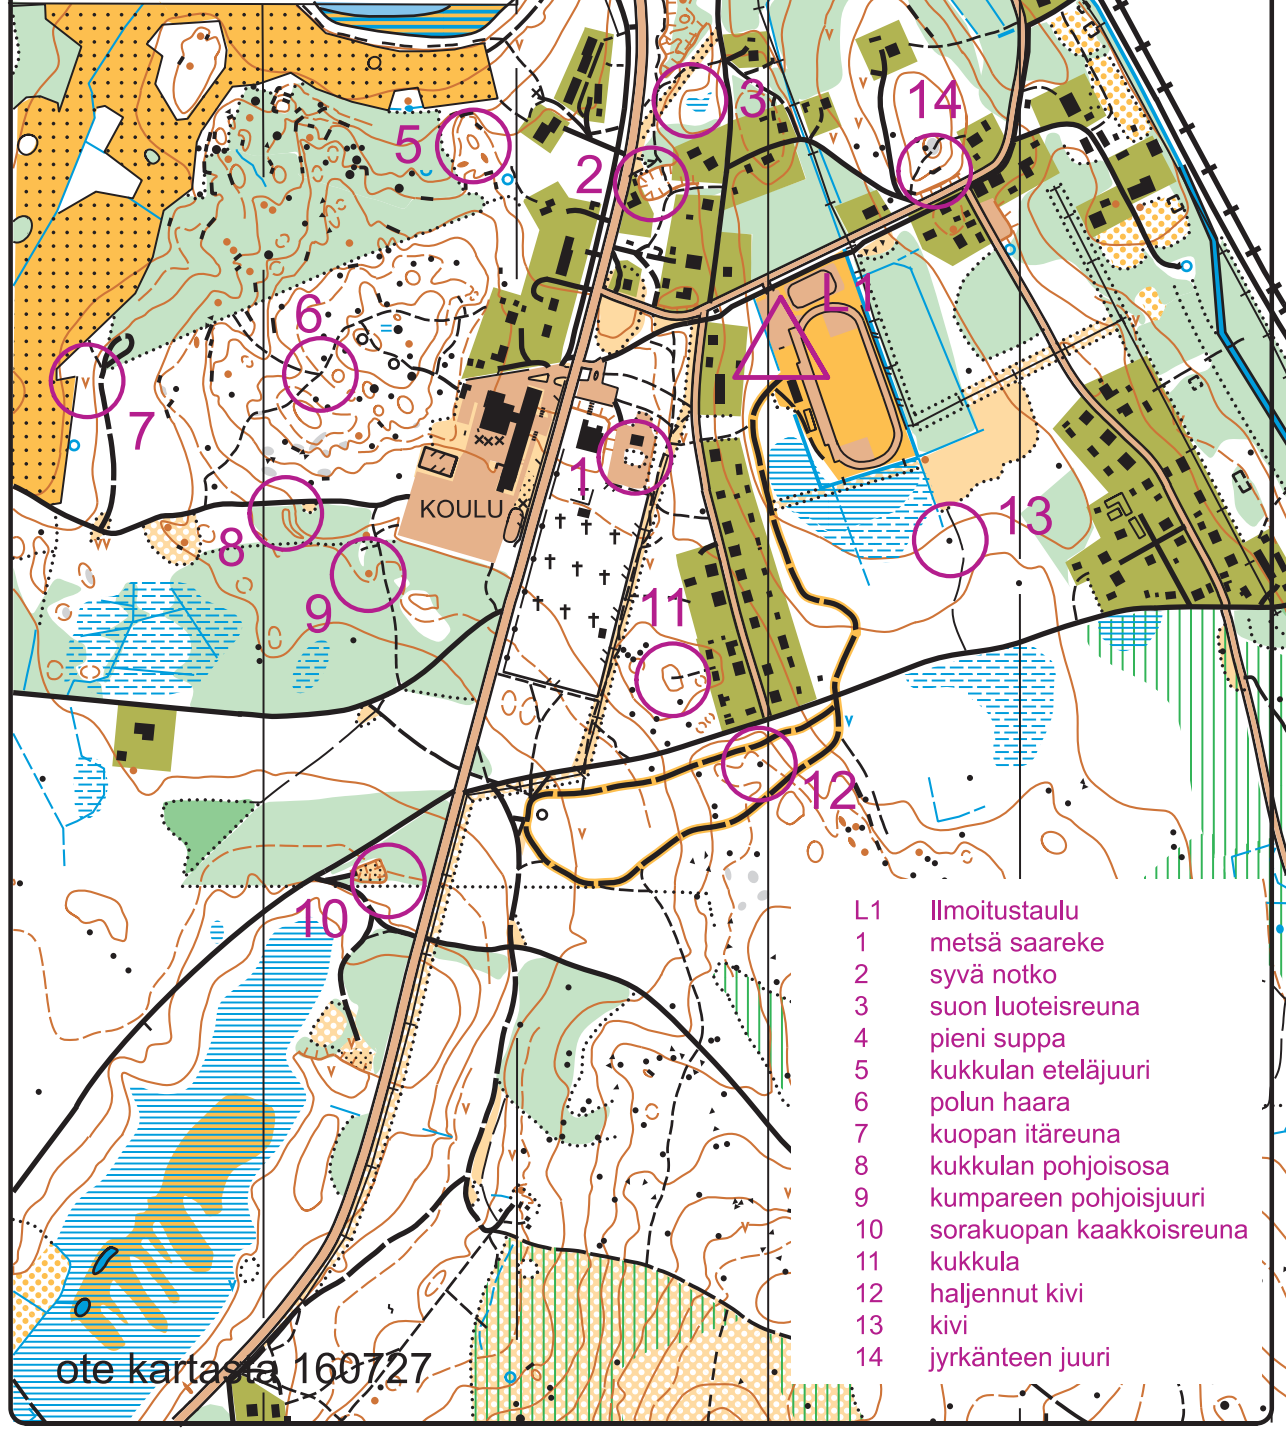 3
14
5
2
L1
6
7
1
KOULU
13
8
9
11
12
10
L1 Ilmoitustaulu
1 metsä saareke
2 syvä notko
3 suon luoteisreuna
4 pieni suppa
5 kukkulan eteläjuuri
6 polun haara
7 kuopan itäreuna
8 kukkulan pohjoisosa
9 kumpareen pohjoisjuuri
10 sorakuopan kaakkoisreuna
11 kukkula
12 haljennut kivi
13 kivi
14 jyrkänteen juuri
ote kartasta 160727